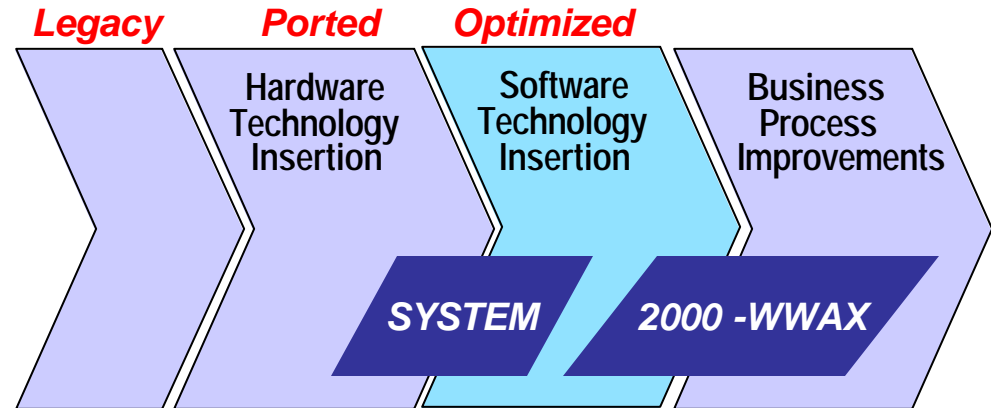 Legacy Ported Optimized
Hardware
Technology
Insertion
Software
Technology
Insertion
Business
Process
Improvements
SYSTEM
2000 -WWAX